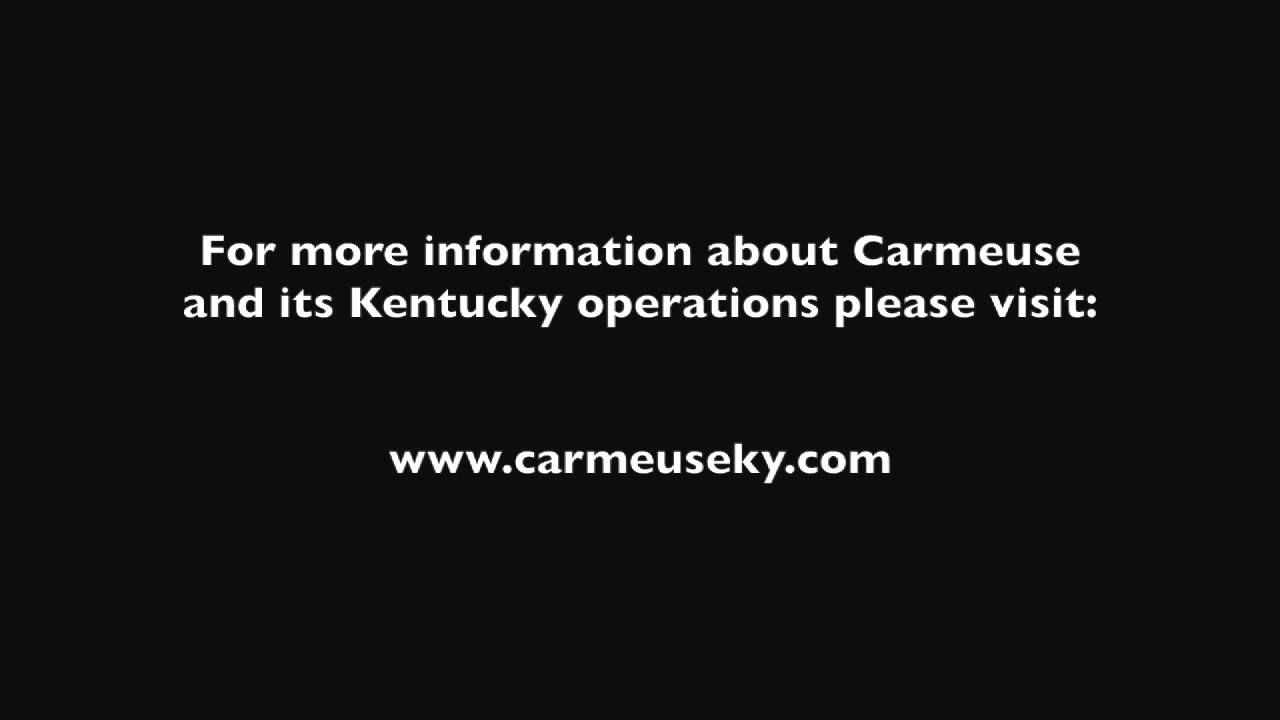 For more information about Carmeuse
and its Kentucky operations please visit:
www.carmeuseky.com